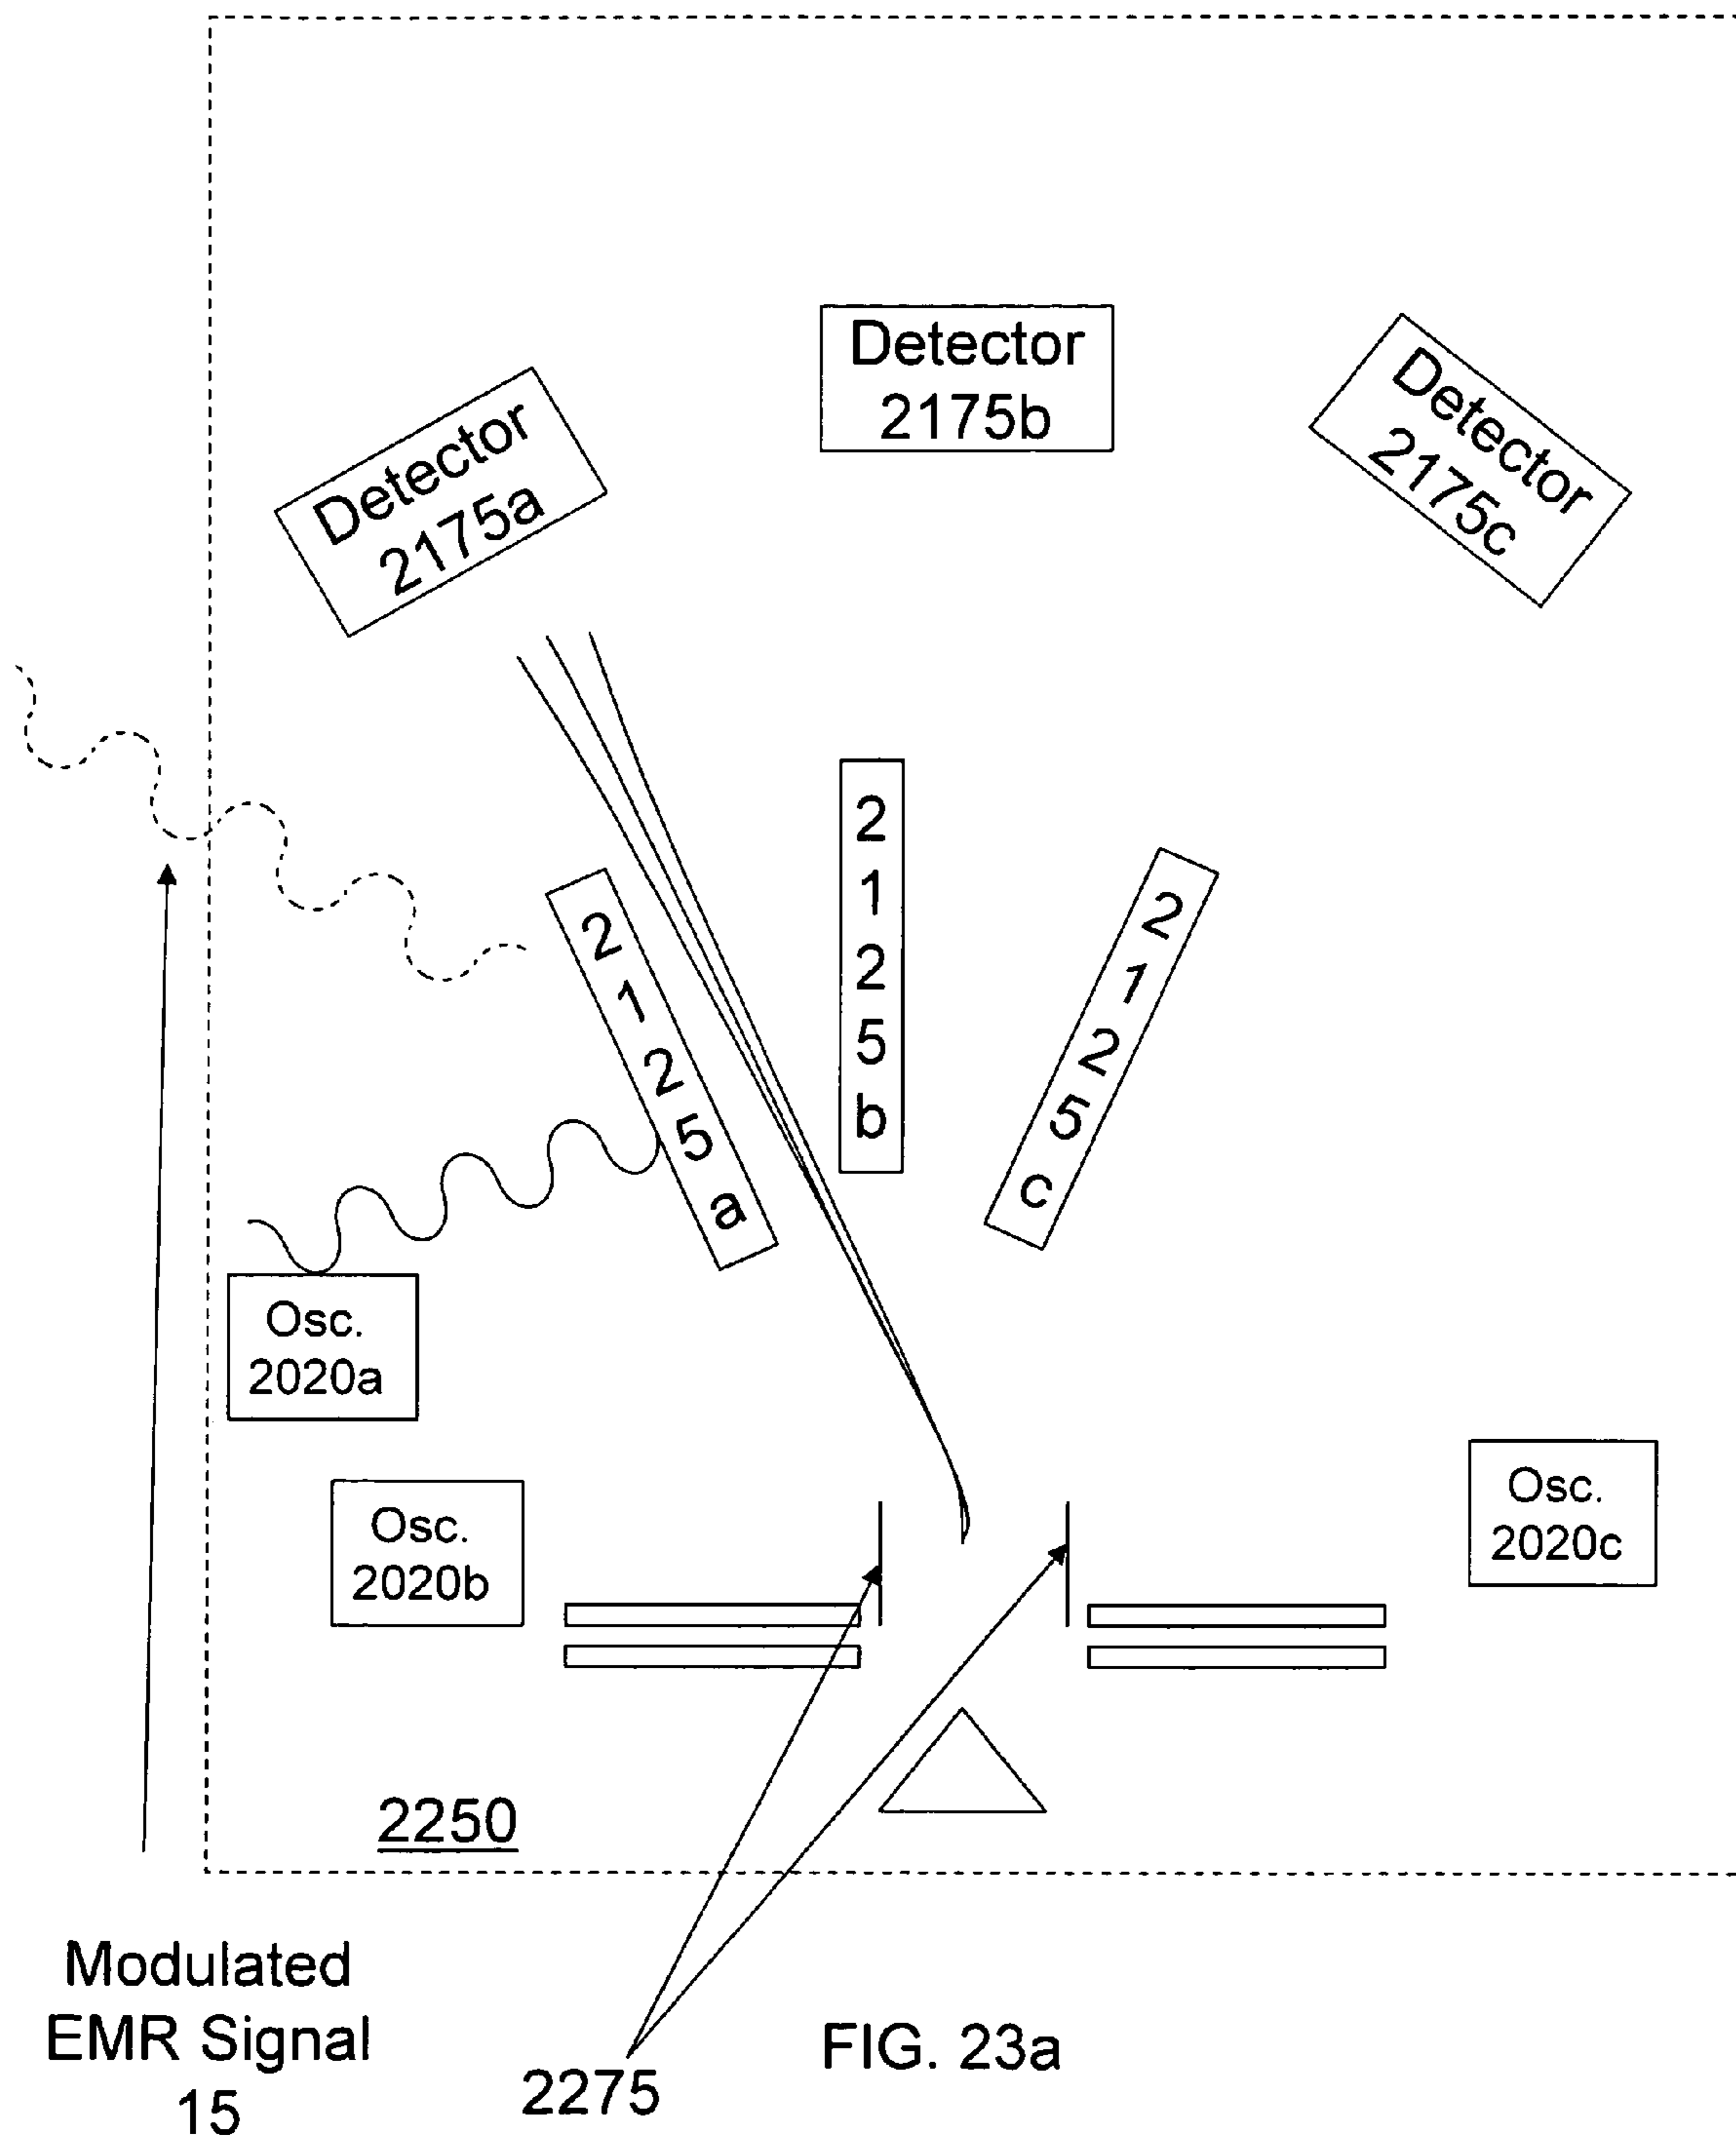 Detector
2175a
Detector
2175b
Detector
2175c
2125a
2125b
2125c
Osc.
2020a
Osc.
2020b
Osc.
2020c
2250
Modulated
EMR Signal
15
2275
FIG. 23a